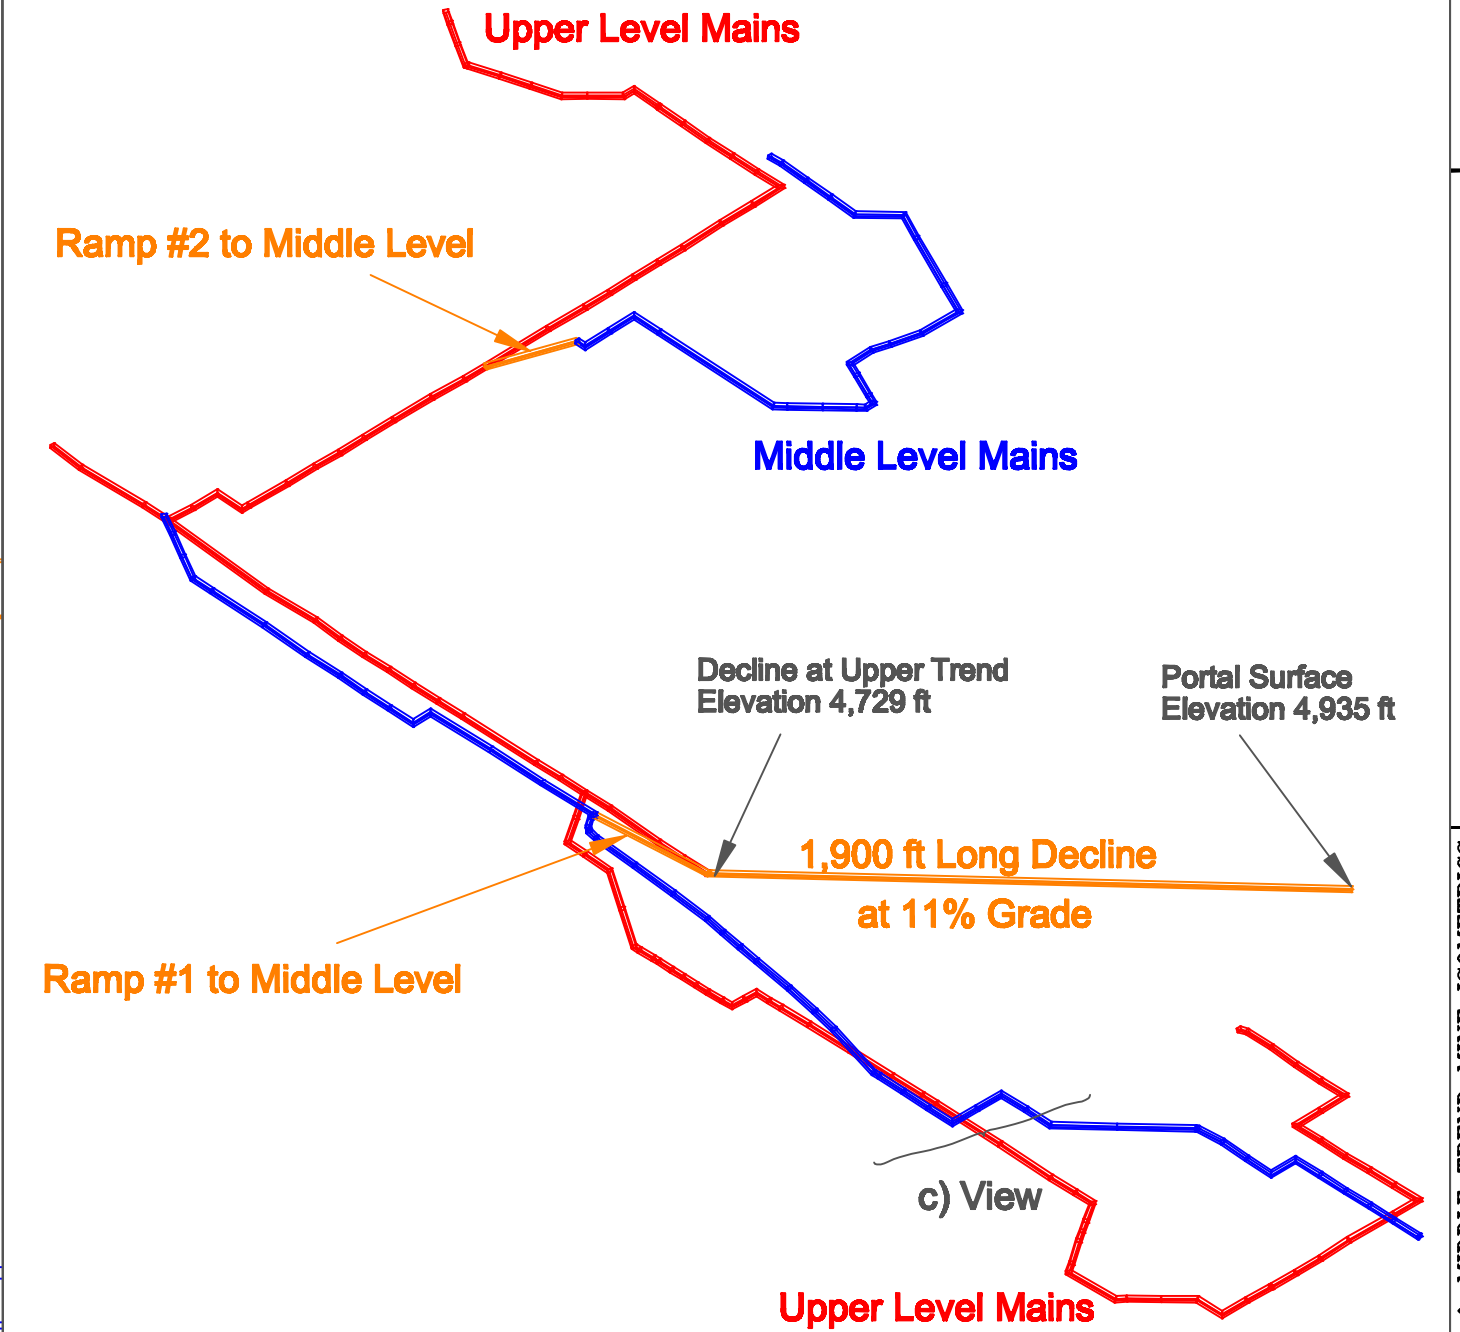 Upper Level Mains
Ramp #2 to Middle Level
Middle Level Mains
Decline at Upper Trend
Elevation 4,729 ft
Portal Surface
Elevation 4,935 ft
1,900 ft Long Decline
at 11% Grade
Ramp #1 to Middle Level
c) View
Upper Level Mains